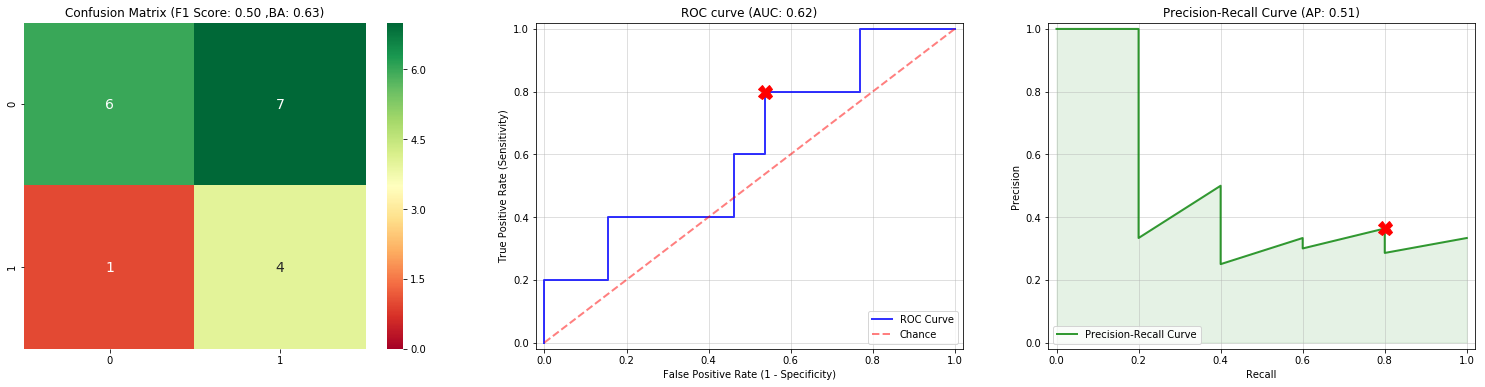 Confusion Matrix (F1 Score: 0.50 ,BA: 0.63)
0
1
6
7
1
4
0
1
6.0
4.5
3.0
1.5
0.0
ROC curve (AUC: 0.62)
True Positive Rate (Sensitivity)
1.0
0.8
0.6
0.4
0.2
0.0
ROC Curve
Chance
0.0 0.2 0.4 0.6 0.8 1.0
False Positive Rate (1 - Specificity)
Precision-Recall Curve (AP: 0.51)
Precision
1.0
0.8
0.6
0.4
0.2
0.0
Precision-Recall Curve
0.0 0.2 0.4 0.6 0.8 1.0
Recall